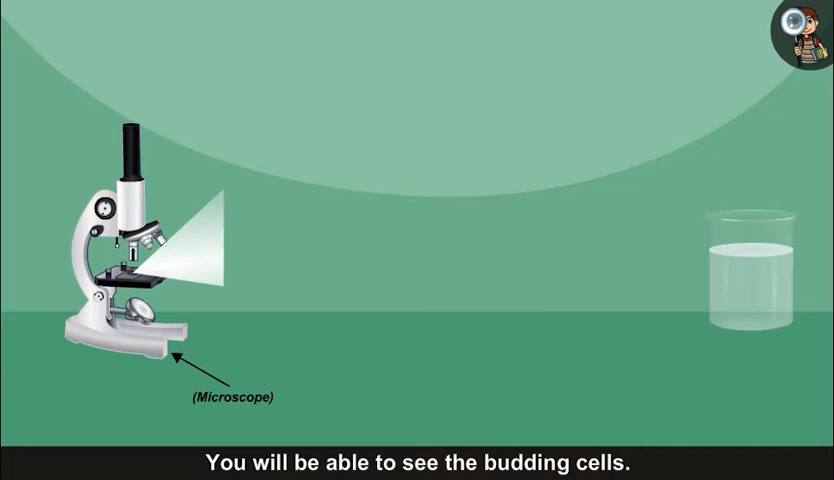 (Microscope)
You will be able to see the budding cells.